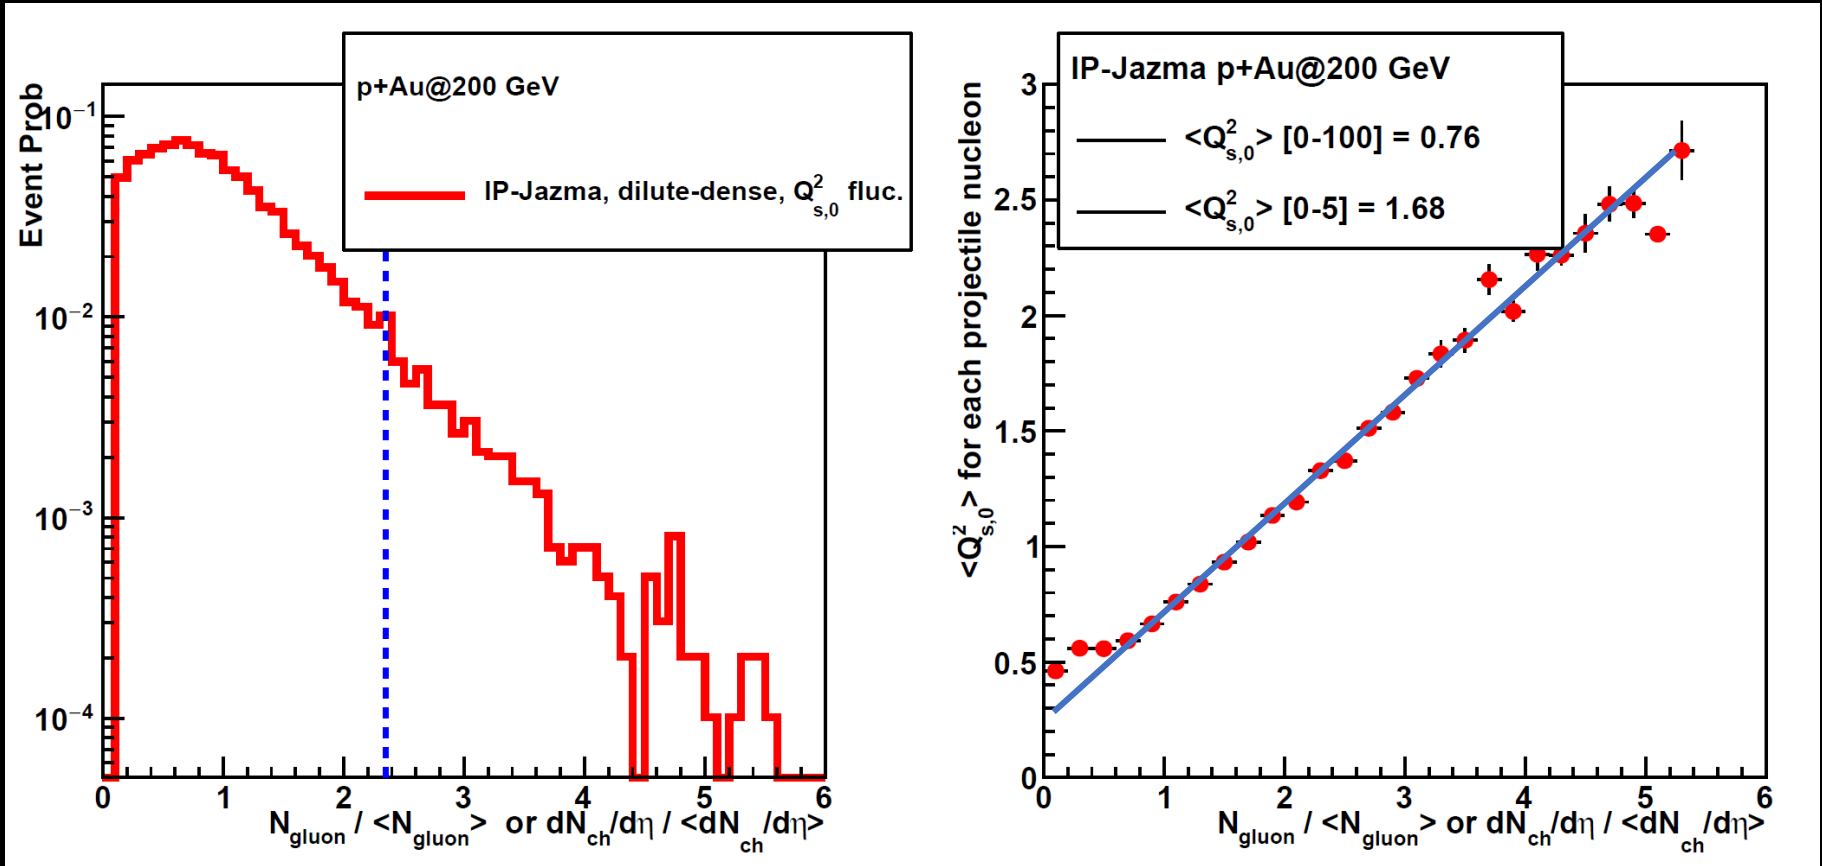 p+Au@200 GeV
IP-Jazma, dilute-dense, Q²s,0 fluc.
Event Prob
10−1
10−2
10−3
10−4
0 1 2 3 4 5 6
Ngluon / <Ngluon> or dNch/dη / <dNch/dη>
IP-Jazma p+Au@200 GeV
<Q²s,0> [0-100] = 0.76
<Q²s,0> [0-5] = 1.68
<Q²s,0> for each projectile nucleon
3
2.5
2
1.5
1
0.5
0
0 1 2 3 4 5 6
Ngluon / <Ngluon> or dNch/dη / <dNch/dη>